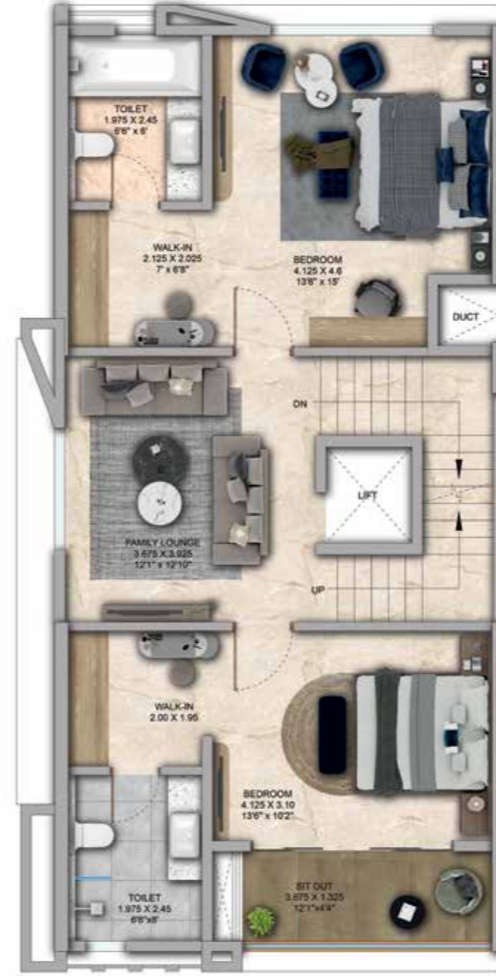 TOILET
1.975 X 2.45
6'6" x 8'
WALK-IN
2.125 X 2.025
7' x 6'8"
BEDROOM
4.125 X 4.6
13'6" x 15'
DUCT
DN
LIFT
FAMILY LOUNGE
3.675 X 3.925
12'1" x 12'10"
UP
WALK-IN
2.00 X 1.95
BEDROOM
4.125 X 3.10
13'6" x 10'2"
TOILET
1.975 X 2.45
6'6"x8'
SIT OUT
3.675 X 1.325
12'1"x4'4"